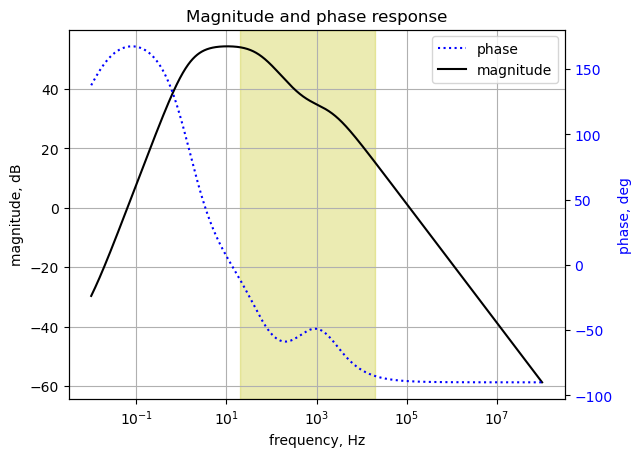 Magnitude and phase response
phase
magnitude
magnitude, dB
40
20
0
−20
−40
−60
150
100
50
0
−50
−100
phase, deg
10⁻¹ 10¹ 10³ 10⁵ 10⁷
frequency, Hz